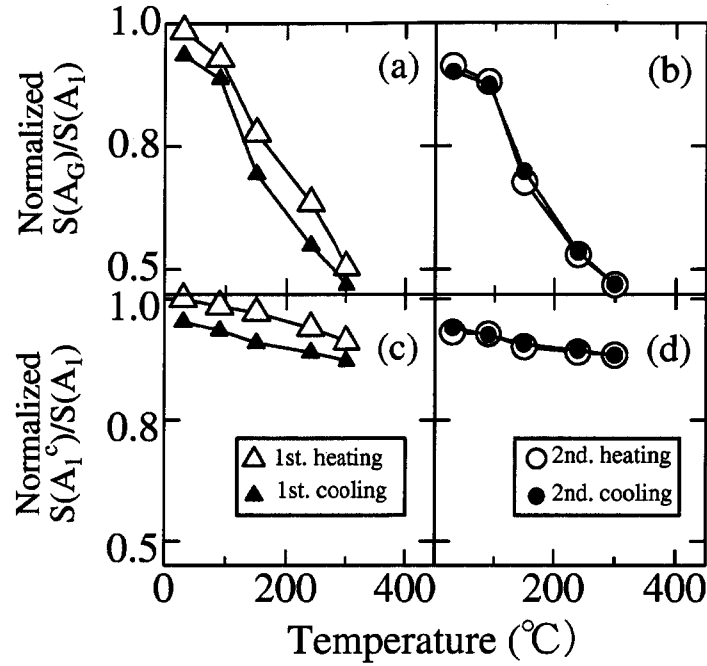 1.0
(a)
(b)
0.8
Normalized
S(A_G)/S(A_1)
0.5
1.0
(c)
(d)
0.8
Normalized
S(A_1^c)/S(A_1)
1st. heating
1st. cooling
2nd. heating
2nd. cooling
0.5
0 200 400 200 400
Temperature (℃)